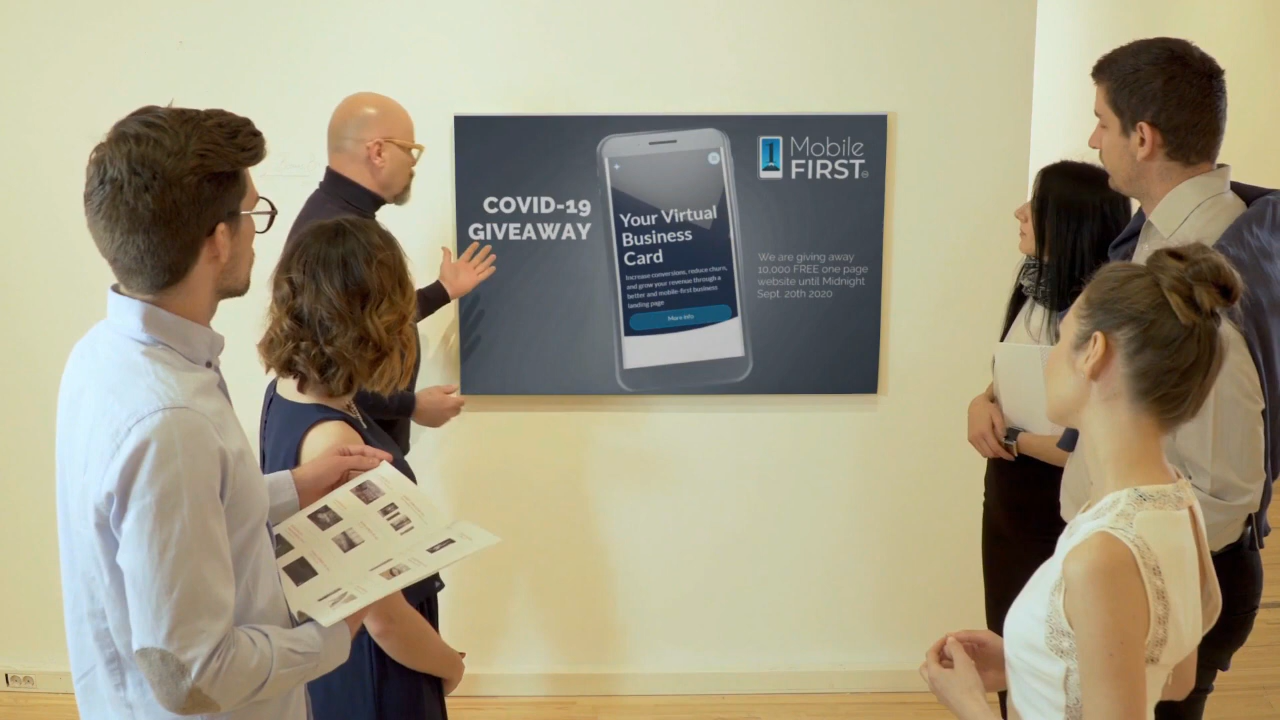 COVID-19
GIVEAWAY
Your Virtual
Business
Card
Increase conversions, reduce churn,
and grow your revenue through a
better and mobile-first business
landing page
More Info
1
Mobile
FIRST
We are giving away
10,000 FREE one page
website until Midnight
Sept. 20th 2020